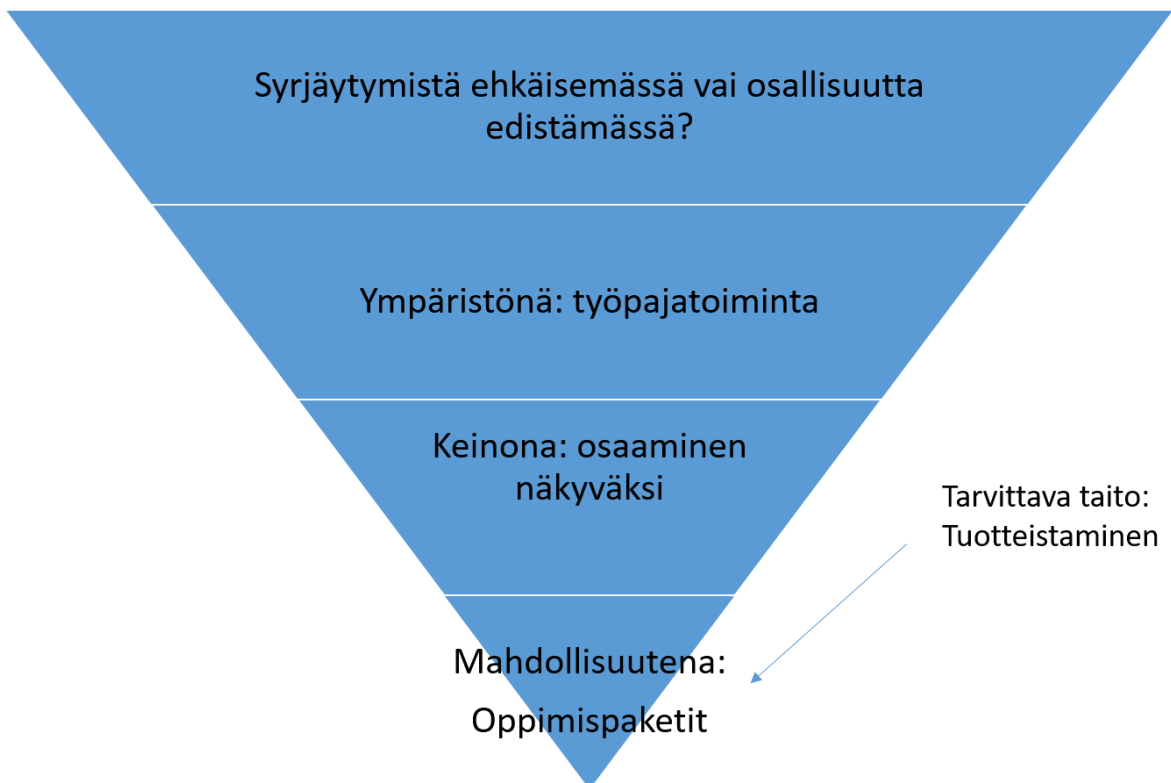 Syrjäytymistä ehkäisemässä vai osallisuutta
edistämässä?
Ympäristönä: työpajatoiminta
Keinona: osaaminen
näkyväksi
Tarvittava taito:
Tuotteistaminen
Mahdollisuutena:
Oppimispaketit